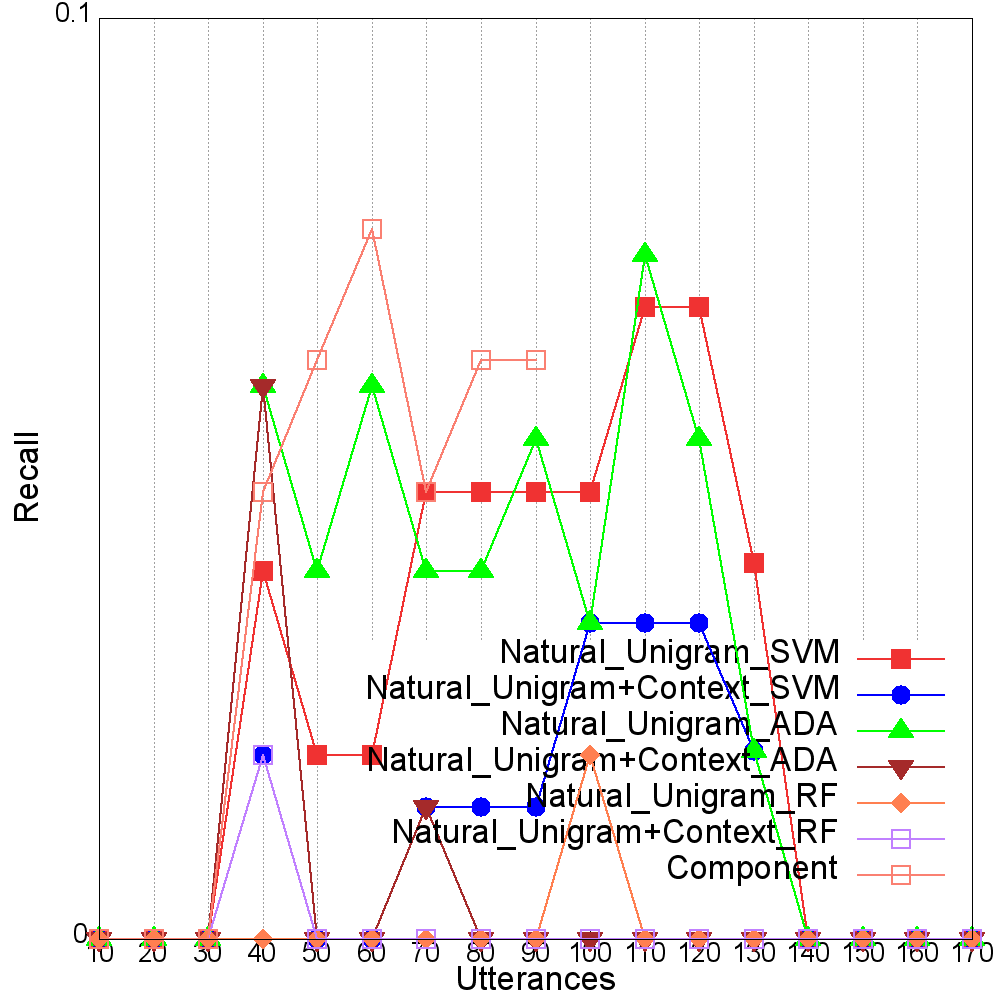 0.1
Recall
Natural_Unigram_SVM
Natural_Unigram+Context_SVM
Natural_Unigram_ADA
Natural_Unigram+Context_ADA
Natural_Unigram_RF
Natural_Unigram+Context_RF
Component
0
10 20 30 40 50 60 70 80 90 100 110 120 130 140 150 160 170
Utterances